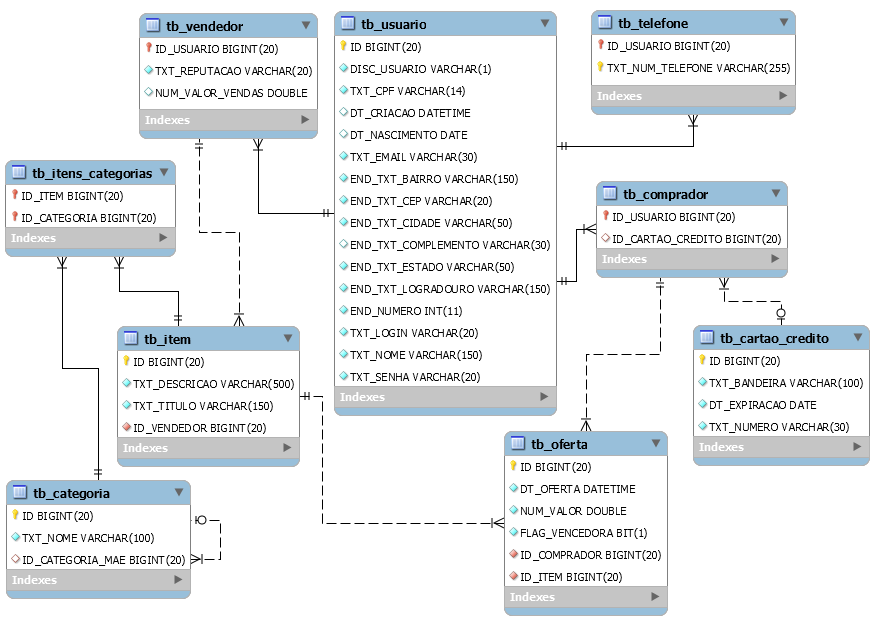 tb_vendedor
ID_USUARIO BIGINT(20)
TXT_REPUTACAO VARCHAR(20)
NUM_VALOR_VENDAS DOUBLE
Indexes
tb_usuario
ID BIGINT(20)
DISC_USUARIO VARCHAR(1)
TXT_CPF VARCHAR(14)
DT_CRIACAO DATETIME
DT_NASCIMENTO DATE
TXT_EMAIL VARCHAR(30)
END_TXT_BAIRRO VARCHAR(150)
END_TXT_CEP VARCHAR(20)
END_TXT_CIDADE VARCHAR(50)
END_TXT_COMPLEMENTO VARCHAR(30)
END_TXT_ESTADO VARCHAR(50)
END_TXT_LOGRADOURO VARCHAR(150)
END_NUMERO INT(11)
TXT_LOGIN VARCHAR(20)
TXT_NOME VARCHAR(150)
TXT_SENHA VARCHAR(20)
Indexes
tb_telefone
ID_USUARIO BIGINT(20)
TXT_NUM_TELEFONE VARCHAR(255)
Indexes
tb_itens_categorias
ID_ITEM BIGINT(20)
ID_CATEGORIA BIGINT(20)
Indexes
tb_comprador
ID_USUARIO BIGINT(20)
ID_CARTAO_CREDITO BIGINT(20)
Indexes
tb_item
ID BIGINT(20)
TXT_DESCRICAO VARCHAR(500)
TXT_TITULO VARCHAR(150)
ID_VENDEDOR BIGINT(20)
Indexes
tb_cartao_credito
ID BIGINT(20)
TXT_BANDEIRA VARCHAR(100)
DT_EXPIRACAO DATE
TXT_NUMERO VARCHAR(30)
Indexes
tb_oferta
ID BIGINT(20)
DT_OFERTA DATETIME
NUM_VALOR DOUBLE
FLAG_VENCEDORA BIT(1)
ID_COMPRADOR BIGINT(20)
ID_ITEM BIGINT(20)
Indexes
tb_categoria
ID BIGINT(20)
TXT_NOME VARCHAR(100)
ID_CATEGORIA_MAE BIGINT(20)
Indexes